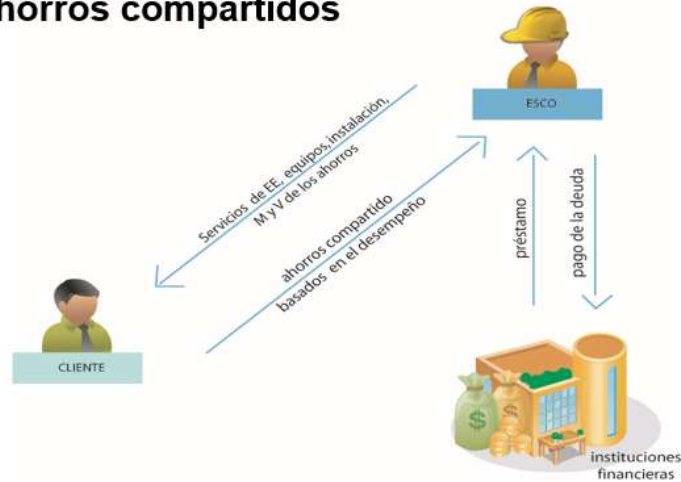 horros compartidos
ESCO
Servicios de EE, equipos, instalación,
M y V de los ahorros
ahorros compartido
basados en el desempeño
préstamo
pago de la deuda
CLIENTE
$
$
instituciones
financieras